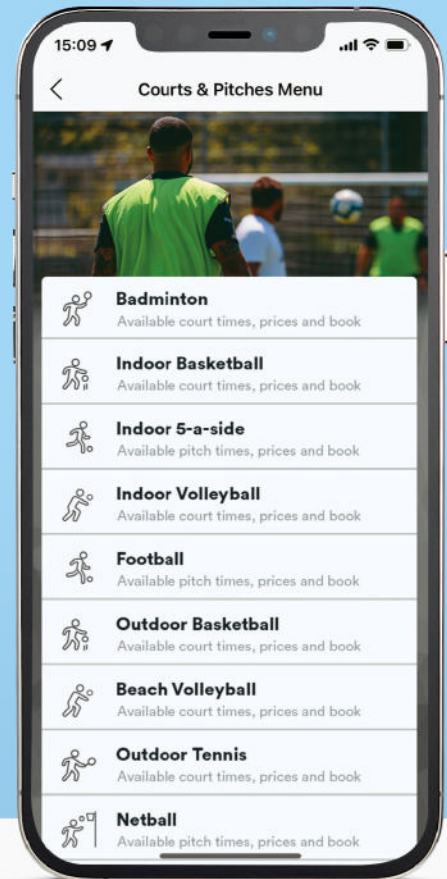 15:09
Courts & Pitches Menu
Badminton
Available court times, prices and book
Indoor Basketball
Available court times, prices and book
Indoor 5-a-side
Available pitch times, prices and book
Indoor Volleyball
Available court times, prices and book
Football
Available pitch times, prices and book
Outdoor Basketball
Available court times, prices and book
Beach Volleyball
Available court times, prices and book
Outdoor Tennis
Available court times, prices and book
Netball
Available pitch times, prices and book